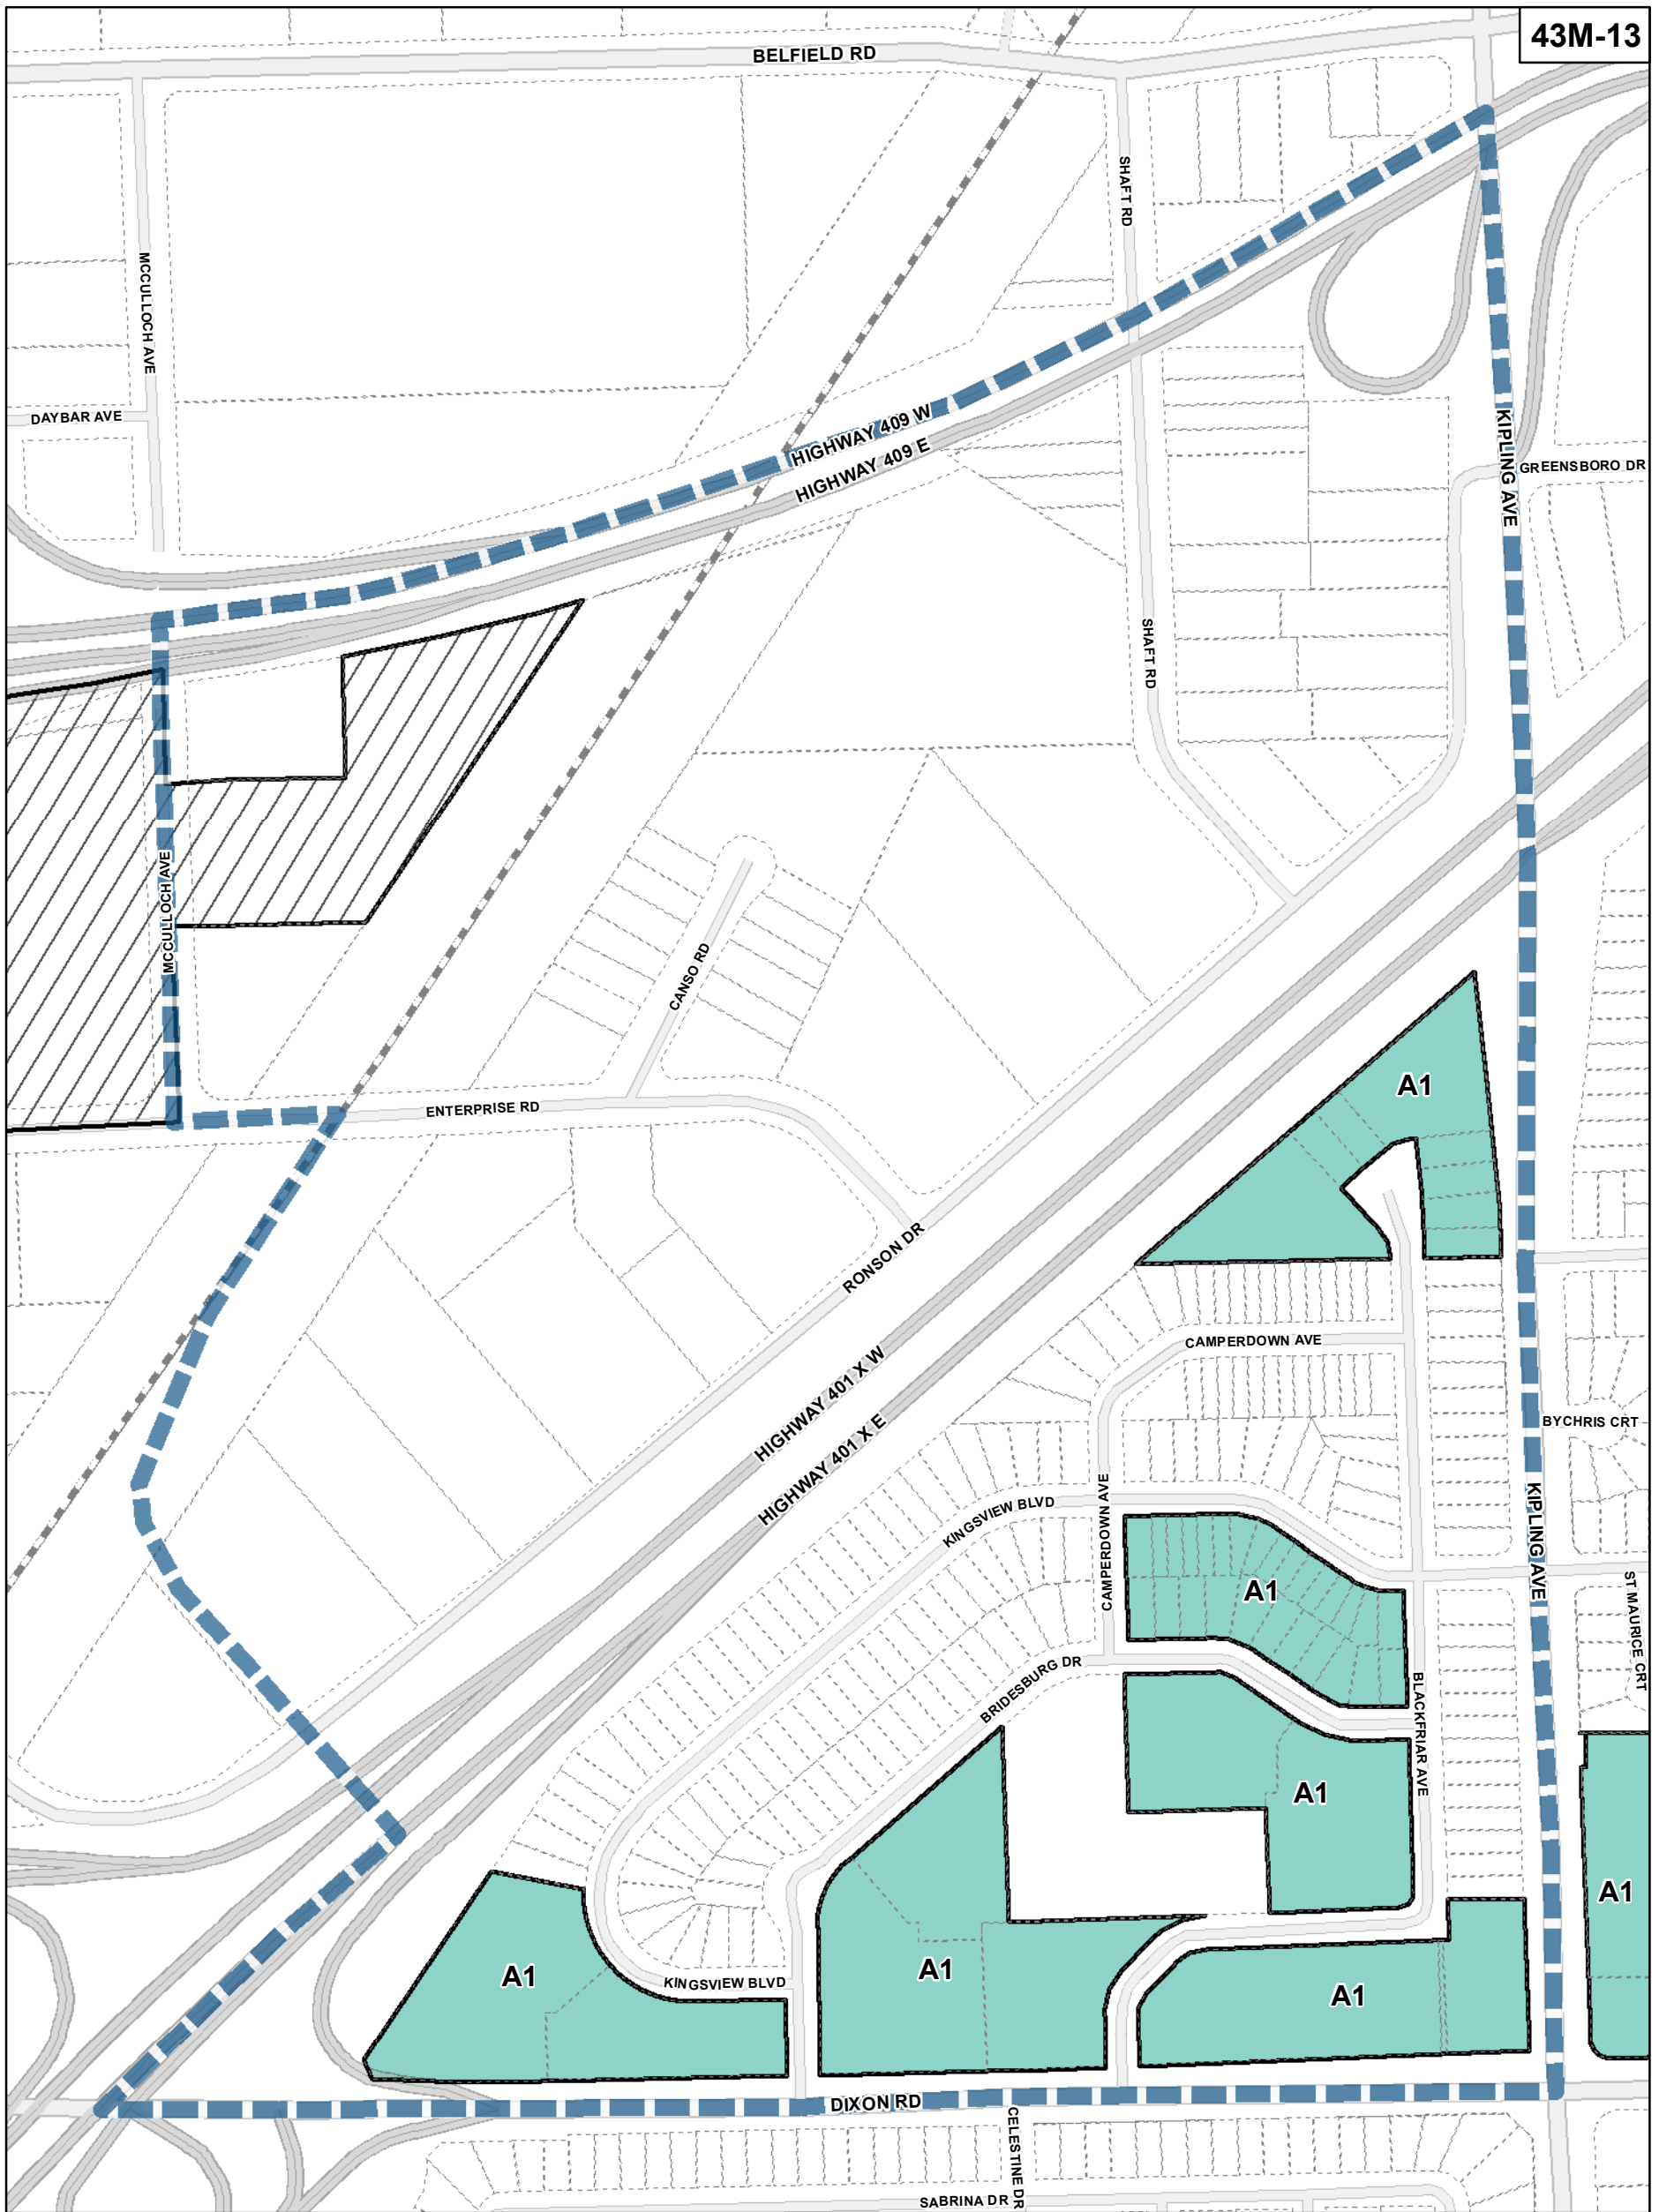 43M-13
BELFIELD RD
SHAFT RD
MCCULLOCH AVE
DAYBAR AVE
HIGHWAY 409 W
HIGHWAY 409 E
KIPLING AVE
GREENSBORO DR
SHAFT RD
MCCULLOCH AVE
CANSO RD
A1
ENTERPRISE RD
RONSON DR
CAMPERDOWN AVE
HIGHWAY 401 X W
HIGHWAY 401 X E
BYCHRIS CRT
KINGSVIEW BLVD
CAMPERDOWN AVE
KIPLING AVE
A1
ST MAURICE CRT
BRIDESBURG DR
BLACKFRIAR AVE
A1
A1
A1
A1
KINGSVIEW BLVD
A1
DIXON RD
CELESTINE DR
SABRINA DR